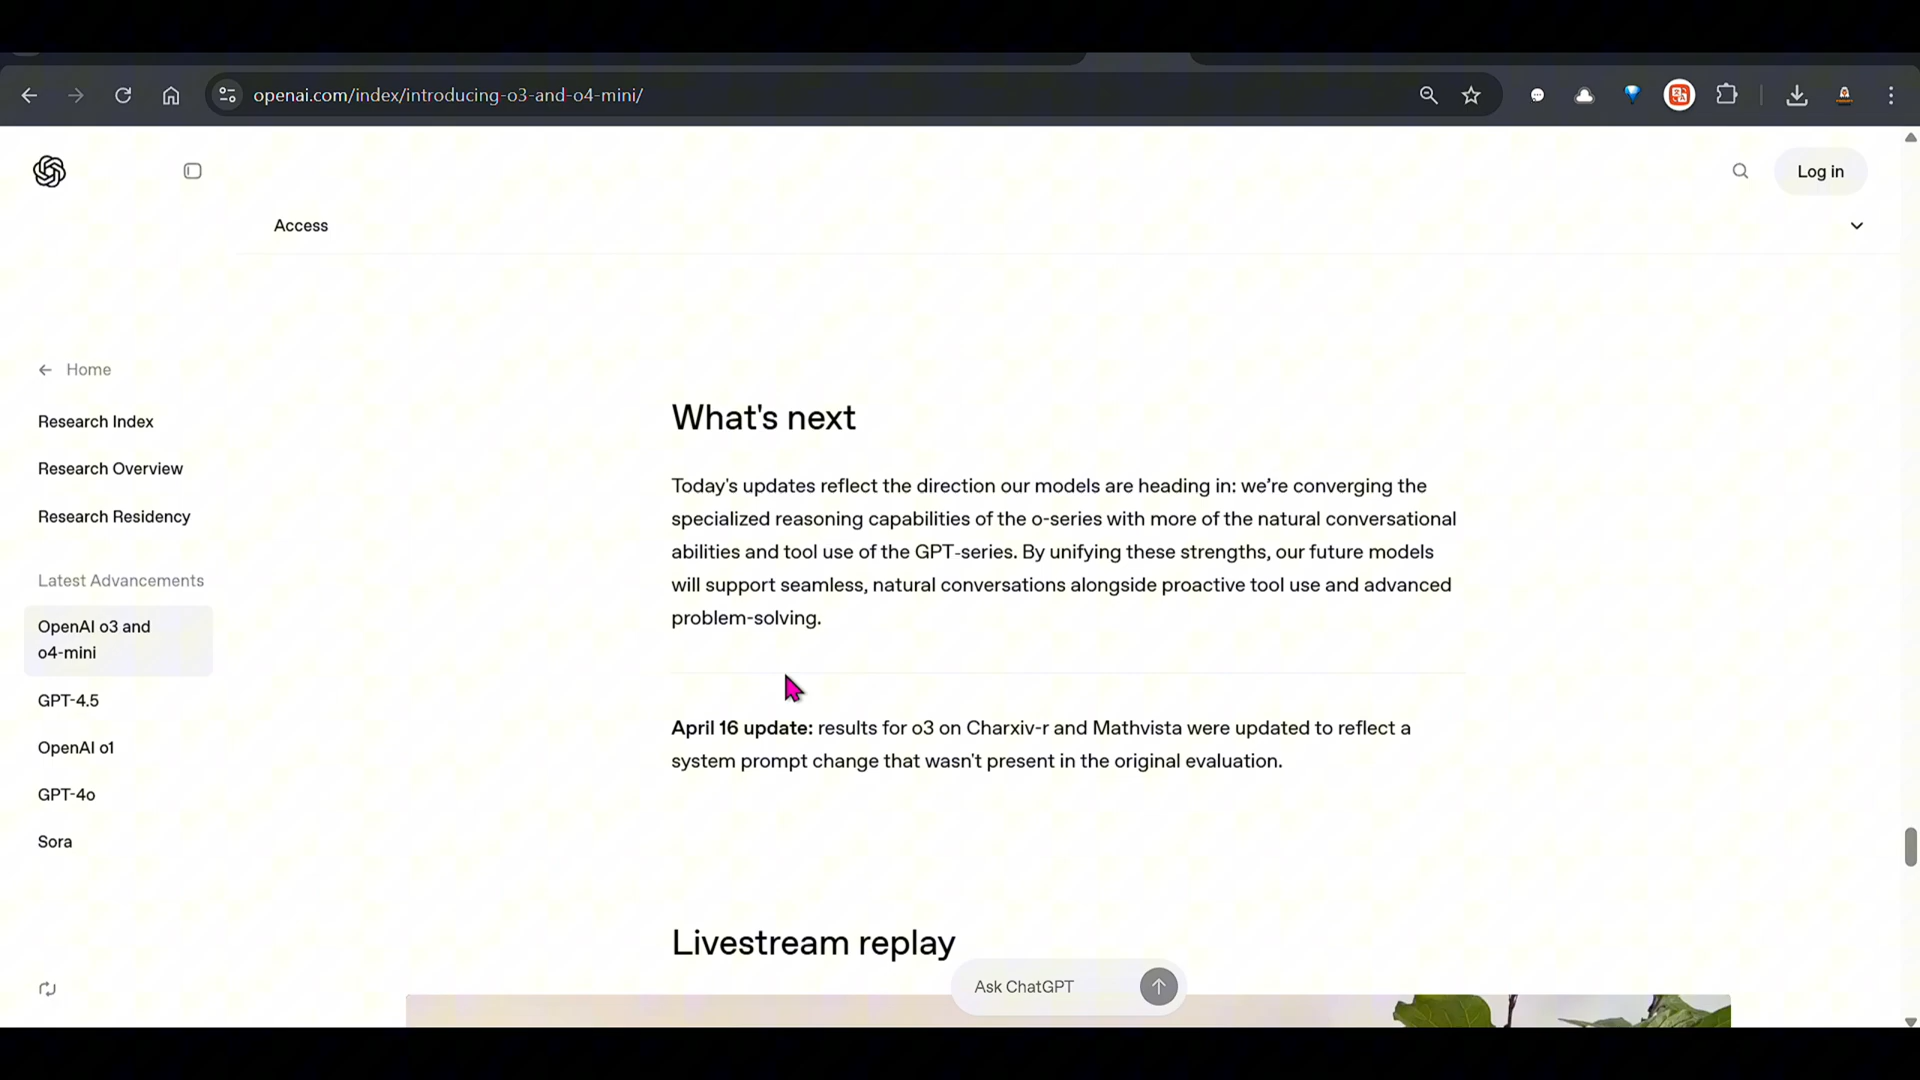 openai.com/index/introducing-o3-and-o4-mini/
Log in
Access
Home
Research Index
Research Overview
Research Residency
Latest Advancements
OpenAI o3 and
o4-mini
GPT-4.5
OpenAI o1
GPT-4o
Sora
What's next
Today's updates reflect the direction our models are heading in: we’re converging the
specialized reasoning capabilities of the o-series with more of the natural conversational
abilities and tool use of the GPT-series. By unifying these strengths, our future models
will support seamless, natural conversations alongside proactive tool use and advanced
problem-solving.
April 16 update: results for o3 on Charxiv-r and Mathvista were updated to reflect a
system prompt change that wasn't present in the original evaluation.
Livestream replay
Ask ChatGPT